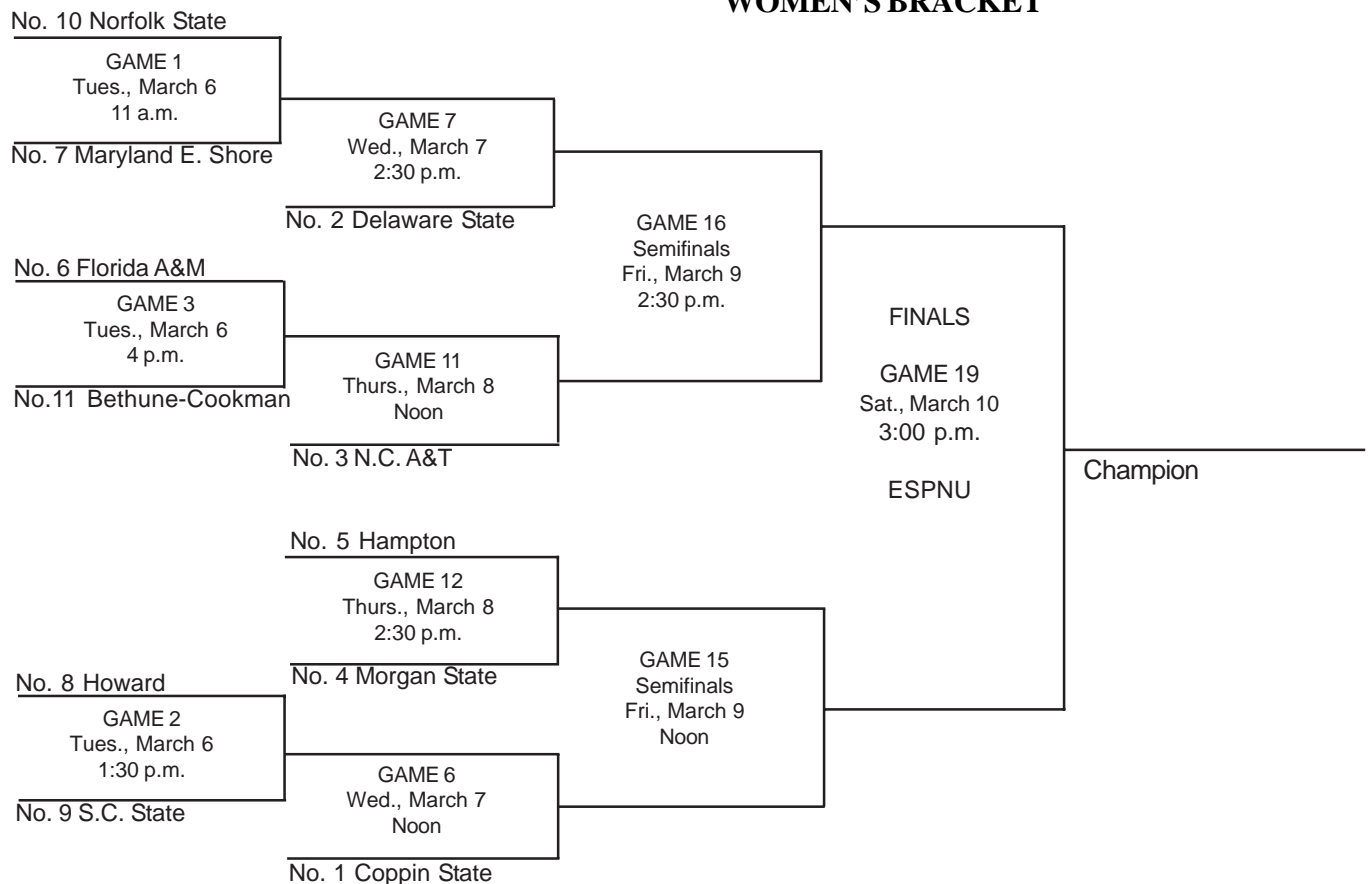 WOMEN'S BRACKET
No. 10 Norfolk State
GAME 1
Tues., March 6
11 a.m.
No. 7 Maryland E. Shore
GAME 7
Wed., March 7
2:30 p.m.
No. 2 Delaware State
GAME 16
Semifinals
Fri., March 9
2:30 p.m.
No. 6 Florida A&M
GAME 3
Tues., March 6
4 p.m.
No.11 Bethune-Cookman
GAME 11
Thurs., March 8
Noon
No. 3 N.C. A&T
FINALS
GAME 19
Sat., March 10
3:00 p.m.
ESPNU
Champion
No. 5 Hampton
GAME 12
Thurs., March 8
2:30 p.m.
No. 4 Morgan State
GAME 15
Semifinals
Fri., March 9
Noon
No. 8 Howard
GAME 2
Tues., March 6
1:30 p.m.
No. 9 S.C. State
GAME 6
Wed., March 7
Noon
No. 1 Coppin State